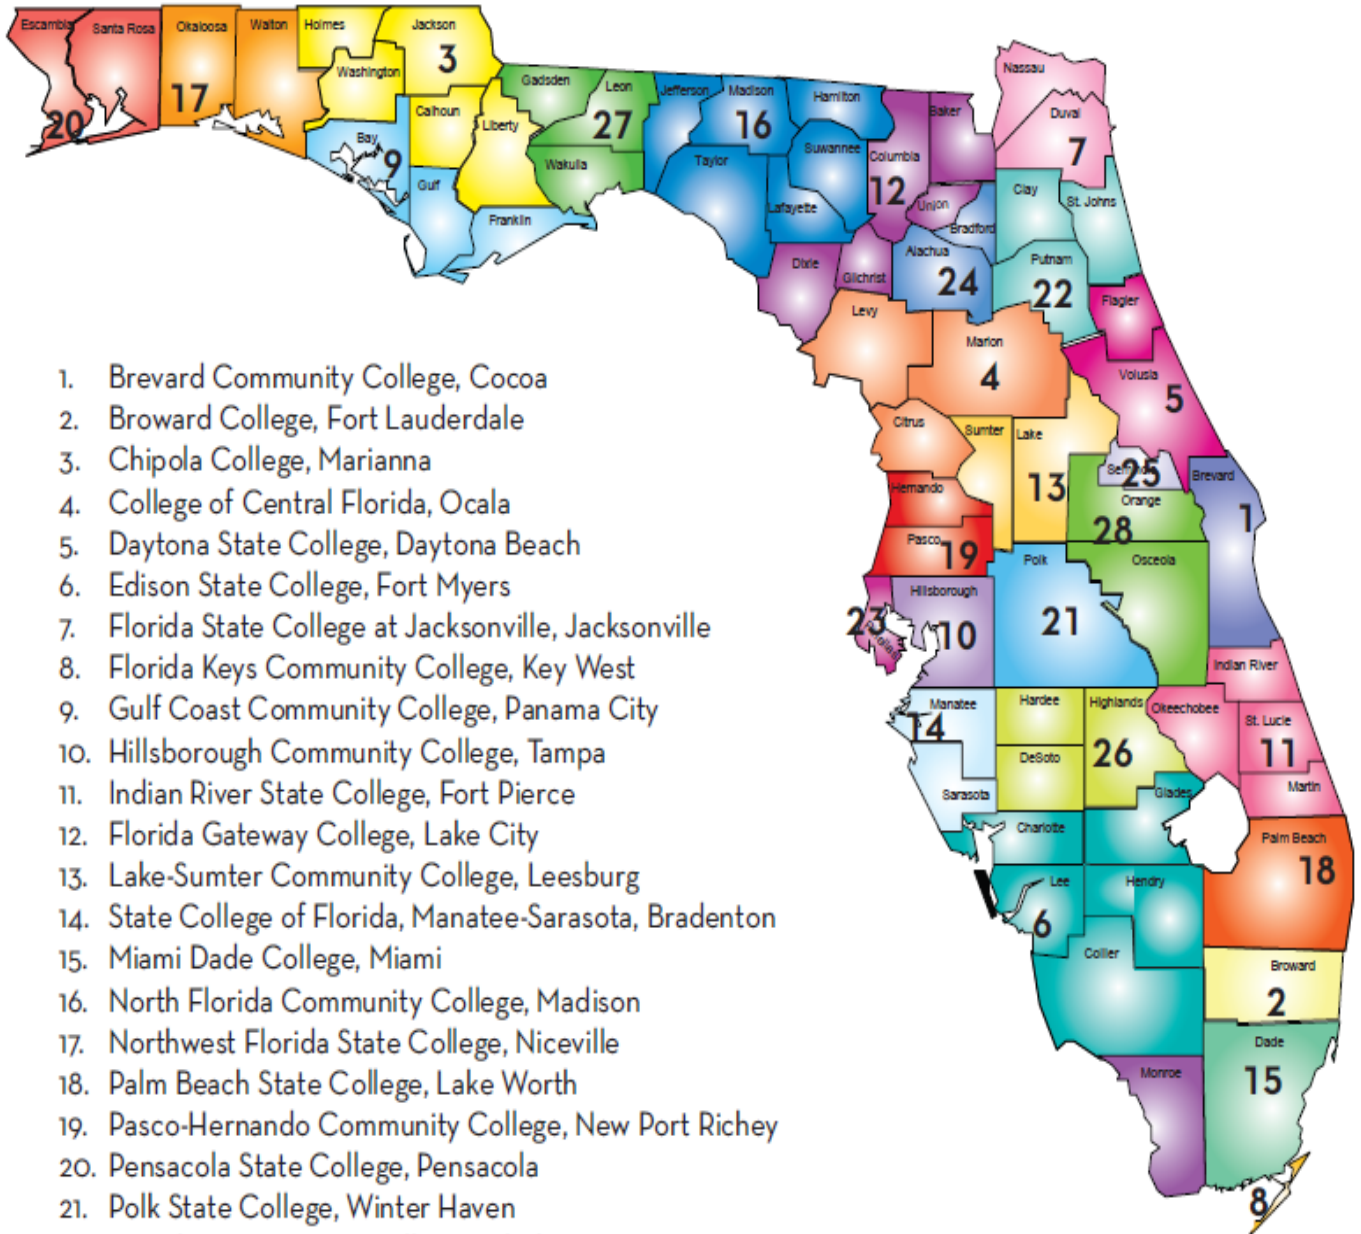 Escambia
Santa Rosa
Okaloosa
Walton
Holmes
Jackson
3
Washington
17
20
Calhoun
Liberty
Bay
9
Gulf
Franklin
Gadsden
Leon
27
Wakulla
Jefferson
Madison
16
Hamilton
Taylor
Suwannee
Lafayette
Columbia
12
Baker
Union
Bradford
Nassau
Duval
7
Clay
St. Johns
Dixie
Gilchrist
Alachua
24
Putnam
22
Flagler
Levy
Marion
4
Volusia
5
Citrus
Sumter
Lake
13
25
Orange
28
Brevard
1
Hernando
Pasco
19
Polk
21
Osceola
23
Hillsborough
10
Indian River
Manatee
14
Hardee
Highlands
26
Okeechobee
St. Lucie
11
DeSoto
Sarasota
Glades
Martin
Charlotte
Palm Beach
18
Lee
6
Hendry
Collier
Broward
2
Dade
15
Monroe
8
1. Brevard Community College, Cocoa
2. Broward College, Fort Lauderdale
3. Chipola College, Marianna
4. College of Central Florida, Ocala
5. Daytona State College, Daytona Beach
6. Edison State College, Fort Myers
7. Florida State College at Jacksonville, Jacksonville
8. Florida Keys Community College, Key West
9. Gulf Coast Community College, Panama City
10. Hillsborough Community College, Tampa
11. Indian River State College, Fort Pierce
12. Florida Gateway College, Lake City
13. Lake-Sumter Community College, Leesburg
14. State College of Florida, Manatee-Sarasota, Bradenton
15. Miami Dade College, Miami
16. North Florida Community College, Madison
17. Northwest Florida State College, Niceville
18. Palm Beach State College, Lake Worth
19. Pasco-Hernando Community College, New Port Richey
20. Pensacola State College, Pensacola
21. Polk State College, Winter Haven